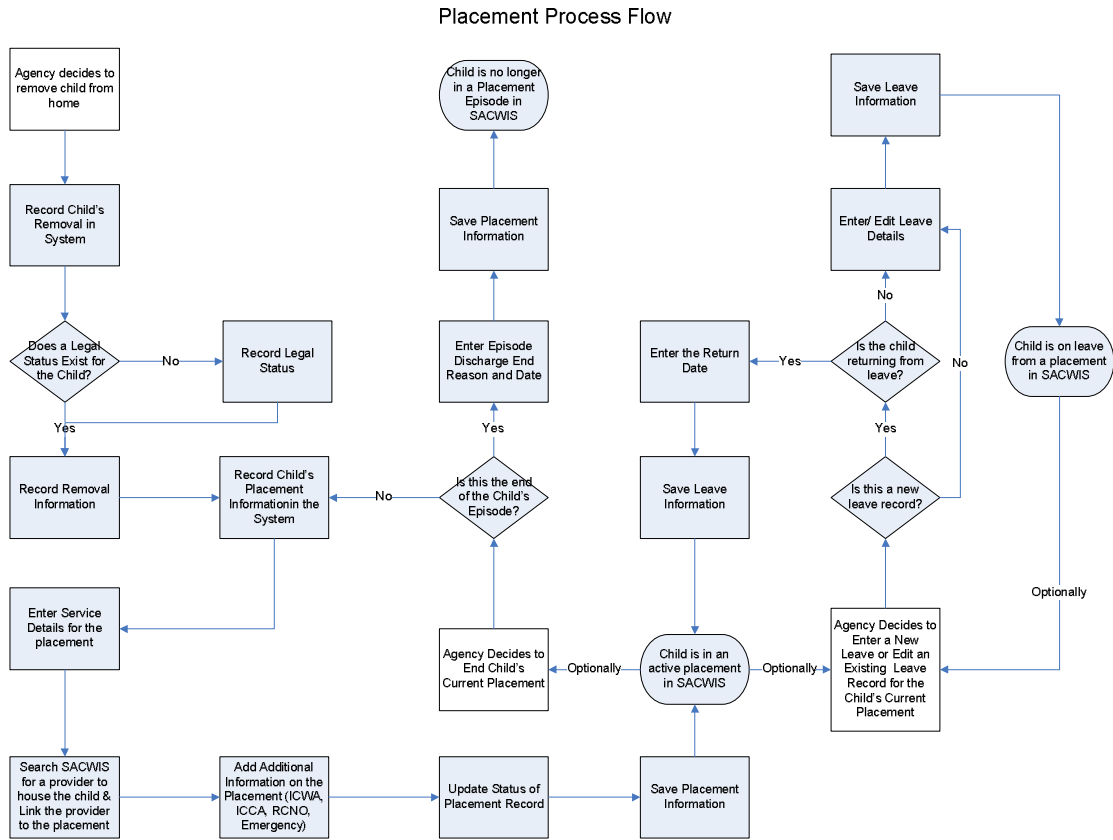 Placement Process Flow
Agency decides to
remove child from
home
Child is no longer
in a Placement
Episode in
SACWIS
Save Leave
Information
Record Child's
Removal in
System
Save Placement
Information
Enter/ Edit Leave
Details
No
Does a Legal
Status Exist for
the Child?
No
Record Legal
Status
Enter Episode
Discharge End
Reason and Date
Enter the Return
Date
Yes
Is the child
returning from
leave?
No
Child is on leave
from a placement
in SACWIS
Yes
Yes
Yes
Record Removal
Information
Record Child's
Placement
Informationin the
System
No
Is this the end
of the Child's
Episode?
Save Leave
Information
Is this a new
leave record?
Optionally
Enter Service
Details for the
placement
Agency Decides to
End Child's
Current Placement
Optionally
Child is in an
active placement
in SACWIS
Optionally
Agency Decides to
Enter a New
Leave or Edit an
Existing Leave
Record for the
Child's Current
Placement
Search SACWIS
for a provider to
house the child &
Link the provider
to the placement
Add Additional
Information on the
Placement (ICWA,
ICCA, RCNO,
Emergency)
Update Status of
Placement Record
Save Placement
Information